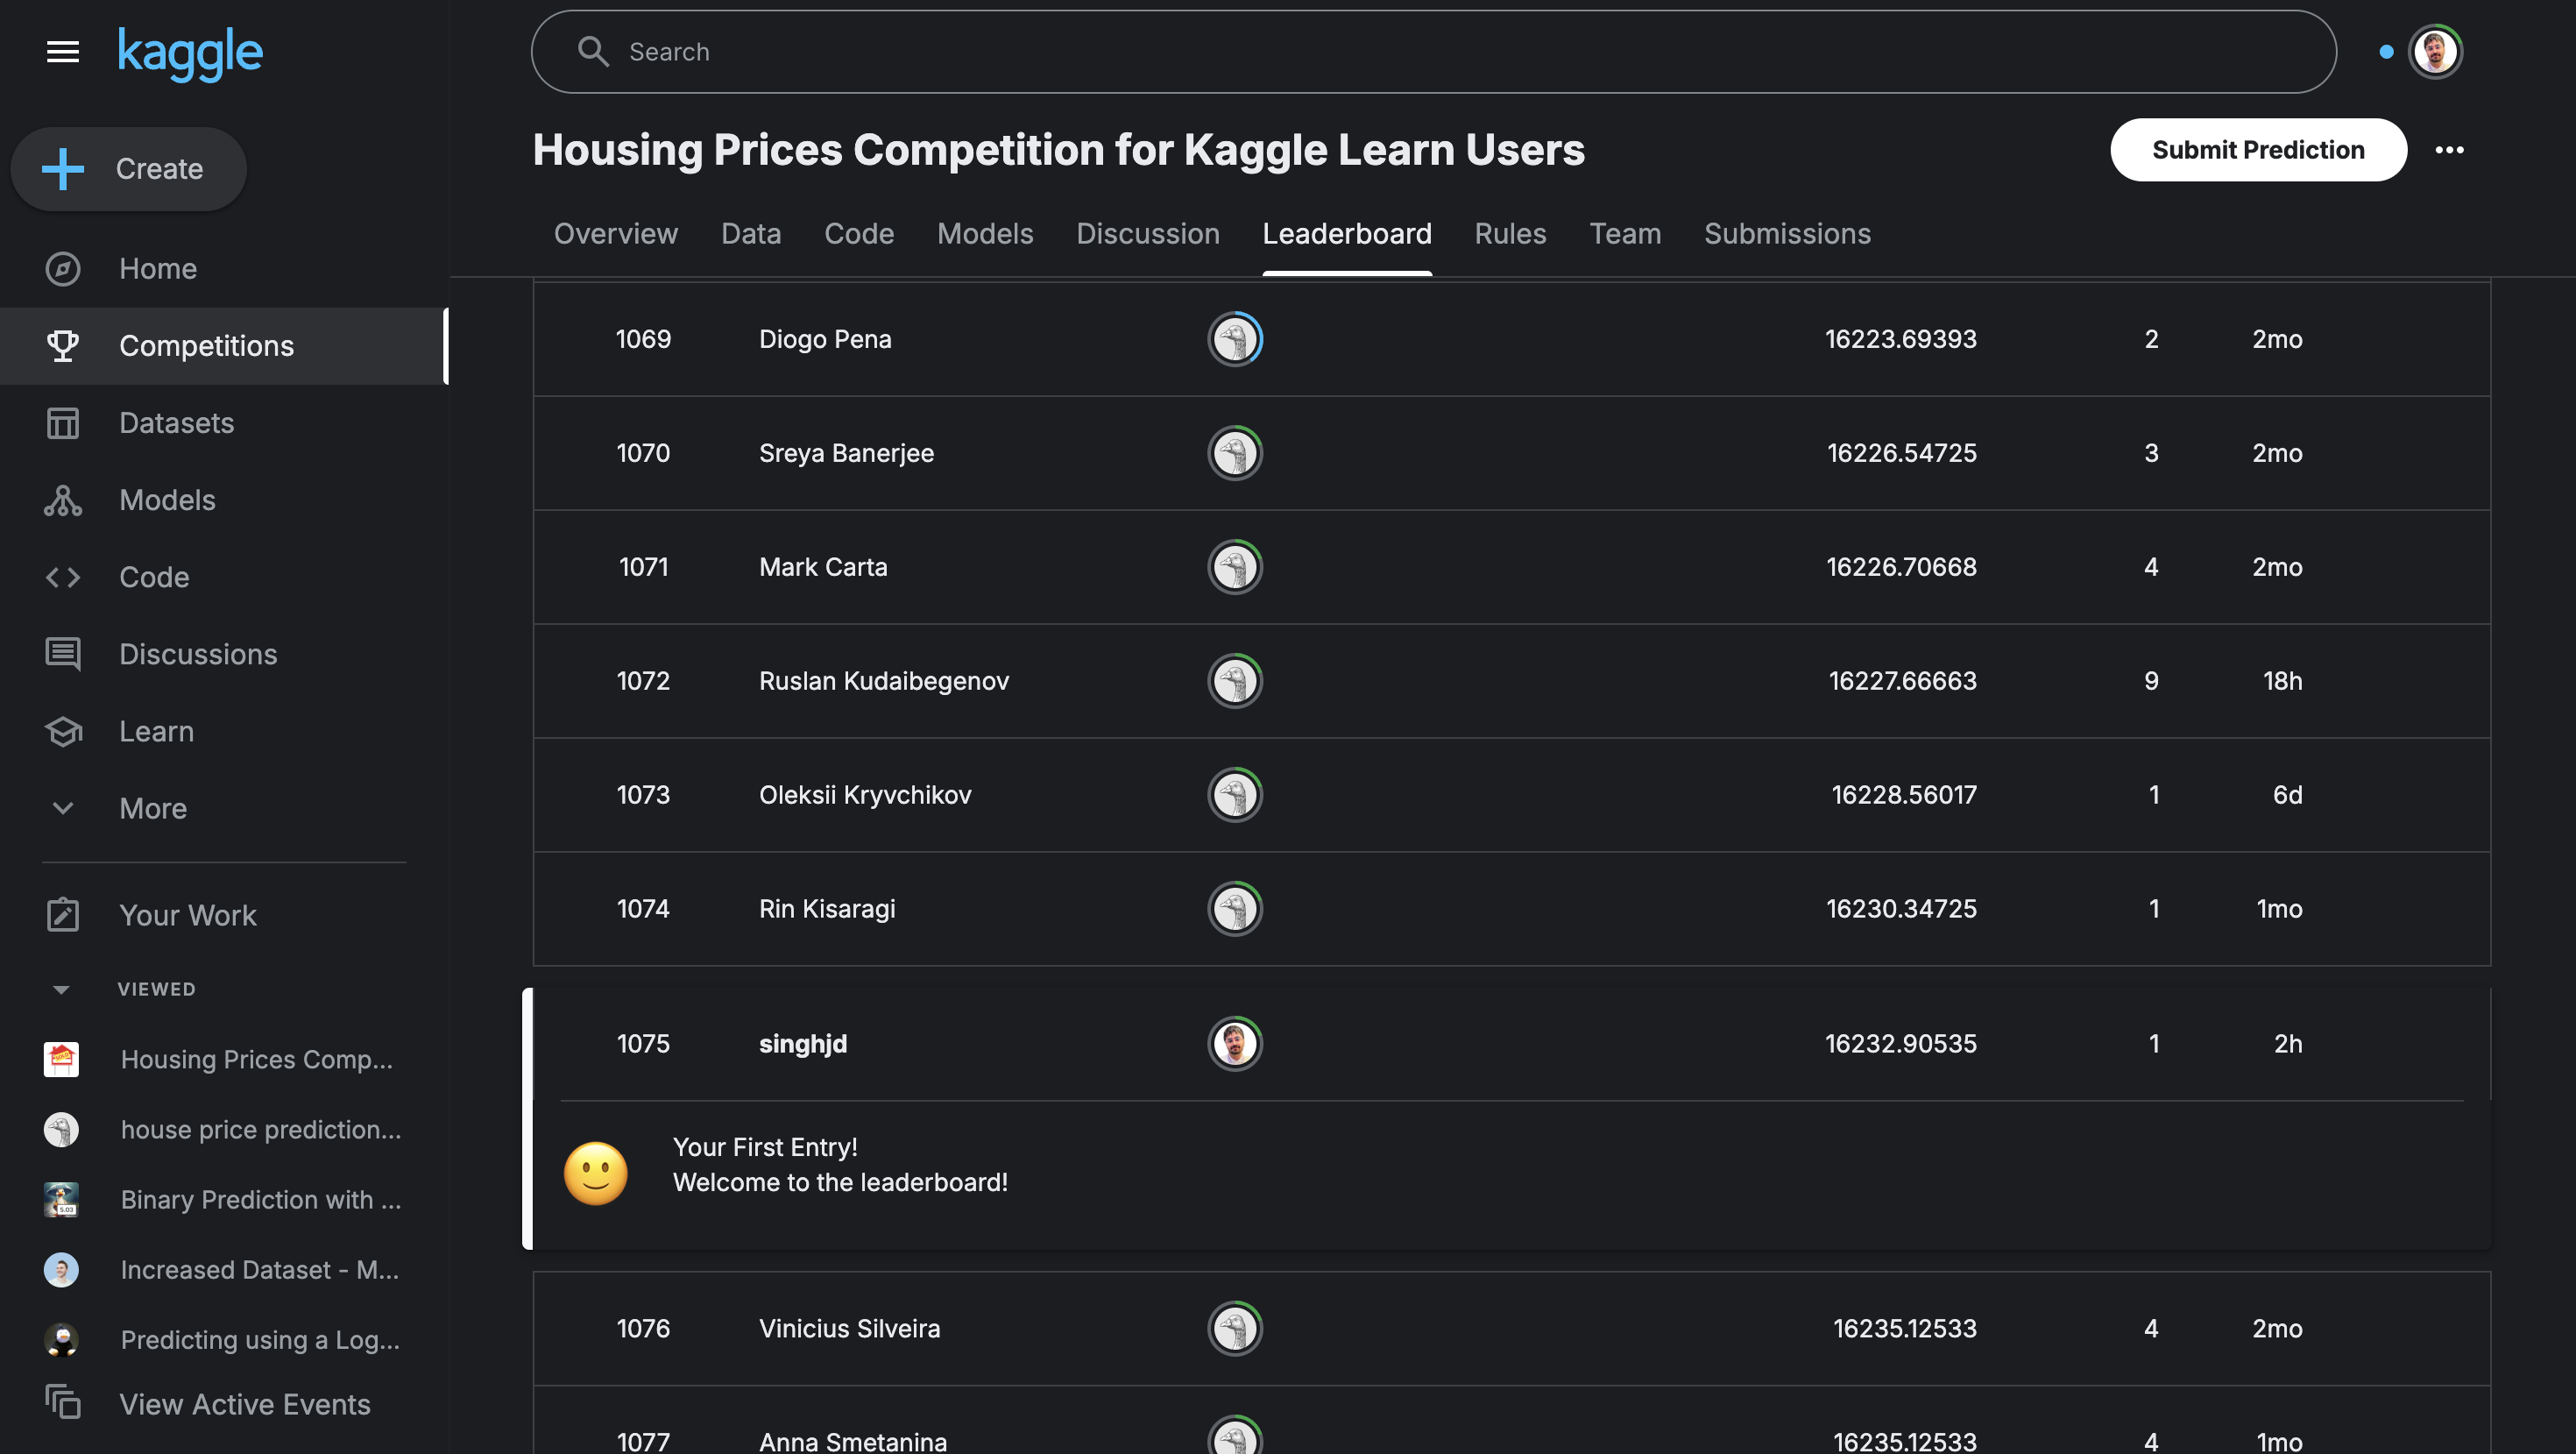 kaggle
Search
Create
Home
Competitions
Datasets
Models
Code
Discussions
Learn
More
Your Work
VIEWED
Housing Prices Comp...
house price prediction...
Binary Prediction with ...
Increased Dataset - M...
Predicting using a Log...
View Active Events
Housing Prices Competition for Kaggle Learn Users
Submit Prediction
Overview Data Code Models Discussion Leaderboard Rules Team Submissions
1069 Diogo Pena 16223.69393 2 2mo
1070 Sreya Banerjee 16226.54725 3 2mo
1071 Mark Carta 16226.70668 4 2mo
1072 Ruslan Kudaibegenov 16227.66663 9 18h
1073 Oleksii Kryvchikov 16228.56017 1 6d
1074 Rin Kisaragi 16230.34725 1 1mo
1075 singhjd 16232.90535 1 2h
Your First Entry!
Welcome to the leaderboard!
1076 Vinicius Silveira 16235.12533 4 2mo
1077 Anna Smetanina 16235.12533 4 1mo